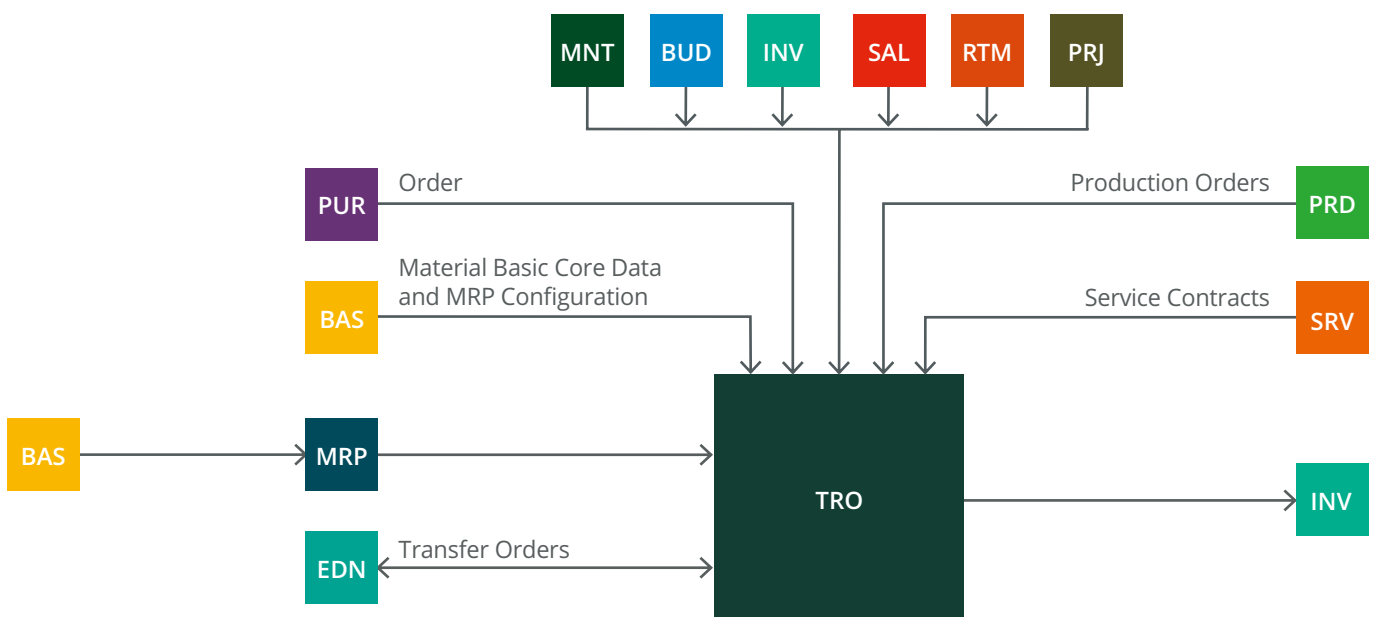 MNT
BUD
INV
SAL
RTM
PRJ
PUR
Order
Production Orders
PRD
BAS
Material Basic Core Data
and MRP Configuration
Service Contracts
SRV
BAS
MRP
TRO
INV
EDN
Transfer Orders